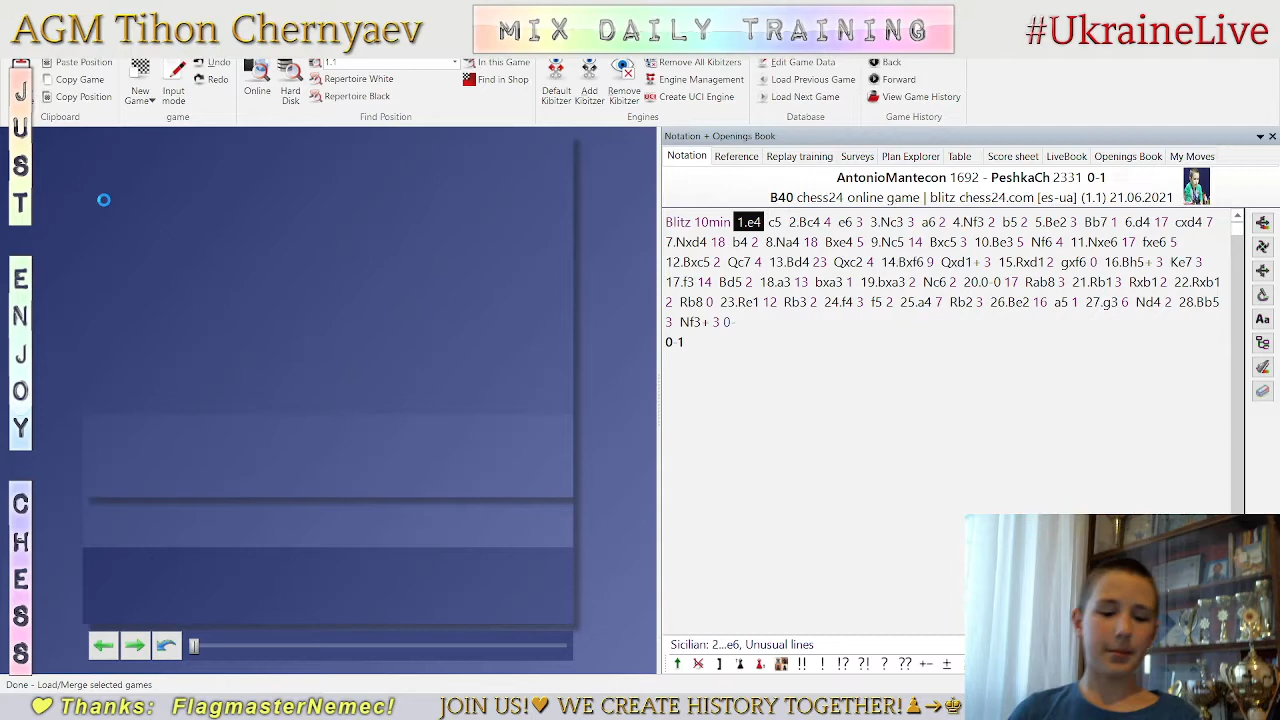 AGM Tihon Chernyaev
MIX DAILY TRAINING
#UkraineLive
JUST
ENJOY
CHESS
Paste Position
Copy Game
Copy Position
Clipboard
New Game
Input mode
Undo
Redo
game
Online
Hard Disk
1.1
Repertoire White
Repertoire Black
In this Game
Find in Shop
Find Position
Default Kibitzer
Add Kibitzer
Remove Kibitzer
Remove All Kibitzers
Engine Management
UCI Create UCI Engine
Engines
Edit Game Data
Load Previous Game
Load Next Game
Database
Back
Forward
View Game History
Game History
Notation + Openings Book
Notation Reference Replay training Surveys Plan Explorer Table Score sheet LiveBook Openings Book My Moves
AntonioMantecon 1692 - PeshkaCh 2331 0-1
B40 chess24 online game | blitz chess24.com [es-ua] (1.1) 21.06.2021
Blitz 10min 1.e4 c5 2.Bc4 4 e6 3 3.Nc3 3 a6 2 4.Nf3 2 b5 2 5.Be2 3 Bb7 1 6.d4 17 cxd4 7
7.Nxd4 18 b4 2 8.Na4 18 Bxe4 5 9.Nc5 14 Bxc5 3 10.Be3 5 Nf6 4 11.Nxe6 17 fxe6 5
12.Bxc5 2 Qc7 4 13.Bd4 23 Qxc2 4 14.Bxf6 9 Qxd1+ 3 15.Rxd1 2 gxf6 0 16.Bh5+ 3 Ke7 3
17.f3 14 Bd5 2 18.a3 13 bxa3 1 19.bxa3 2 Nc6 2 20.0-0 17 Rab8 3 21.Rb1 3 Rxb1 2 22.Rxb1
2 Rb8 0 23.Re1 12 Rb3 2 24.f4 3 f5 2 25.a4 7 Rb2 3 26.Be2 16 a5 1 27.g3 6 Nd4 2 28.Bb5
3 Nf3+ 3 0-
0-1
Aa
Sicilian: 2...e6, Unusual lines
] !! ! !? ?! ? ?? +− ±
Done - Load/Merge selected games
Thanks: FlagmasterNemec!
JOIN US! WE CREATE HISTORY TOGETHER!